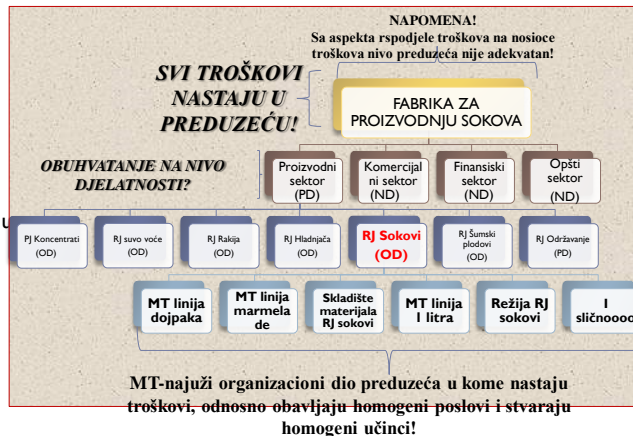 NAPOMENA!
Sa aspekta rspodjele troškova na nosioce
troškova nivo preduzeća nije adekvatan!
SVI TROŠKOVI
NASTAJU U
PREDUZEĆU!
FABRIKA ZA
PROIZVODNJU SOKOVA
OBUHVATANJE NA NIVO
DJELATNOSTI?
Proizvodni
sektor
(PD)
Komercijal
ni sektor
(ND)
Finansiski
sektor
(ND)
Opšti
sektor
(ND)
u
PJ Koncentrati
(OD)
RJ suvo voće
(OD)
RJ Rakija
(OD)
RJ Hladnjača
(OD)
RJ Sokovi
(OD)
RJ Šumski
plodovi
(OD)
RJ Održavanje
(PD)
MT linija
dojpaka
MT linija
marmela
de
Skladište
materijala
RJ sokovi
MT linija
1 litra
Režija RJ
sokovi
I
sličnoooo
MT-najuži organizacioni dio preduzeća u kome nastaju
troškovi, odnosno obavljaju homogeni poslovi i stvaraju
homogeni učinci!